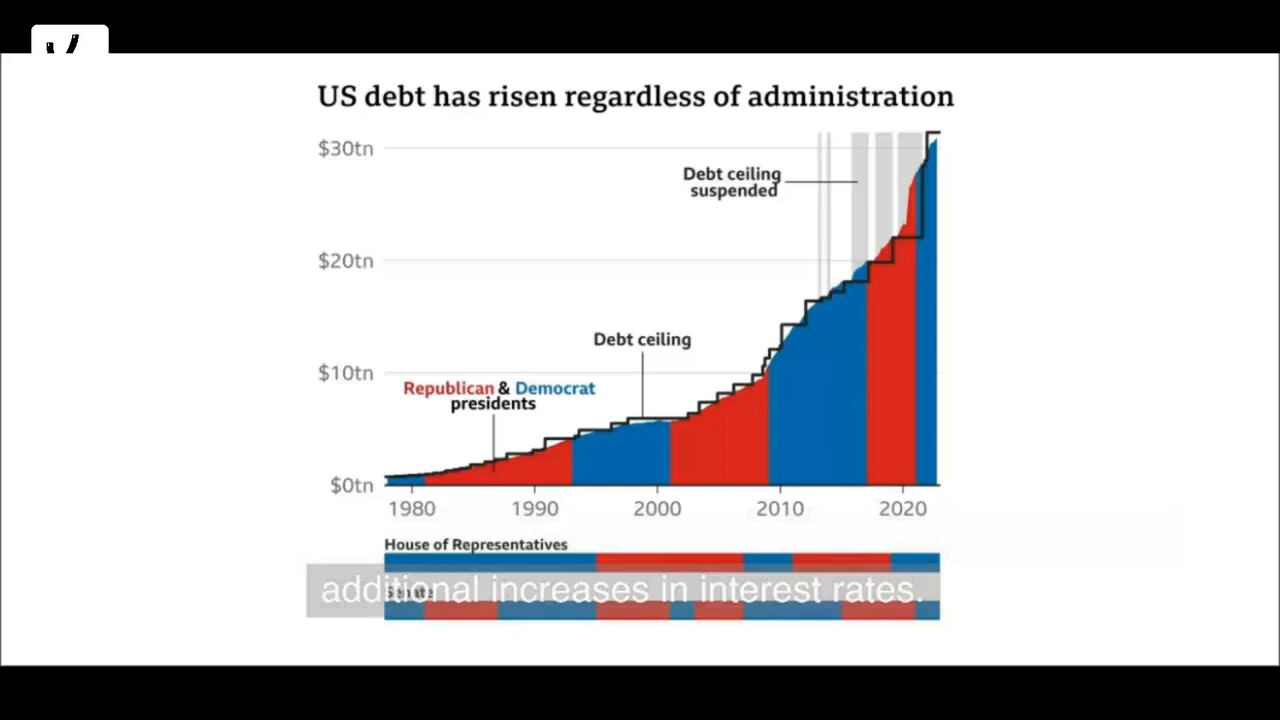 US debt has risen regardless of administration
$30tn
Debt ceiling
suspended
$20tn
Debt ceiling
$10tn
Republican & Democrat
presidents
$0tn
1980 1990 2000 2010 2020
House of Representatives
Senate
additional increases in interest rates.